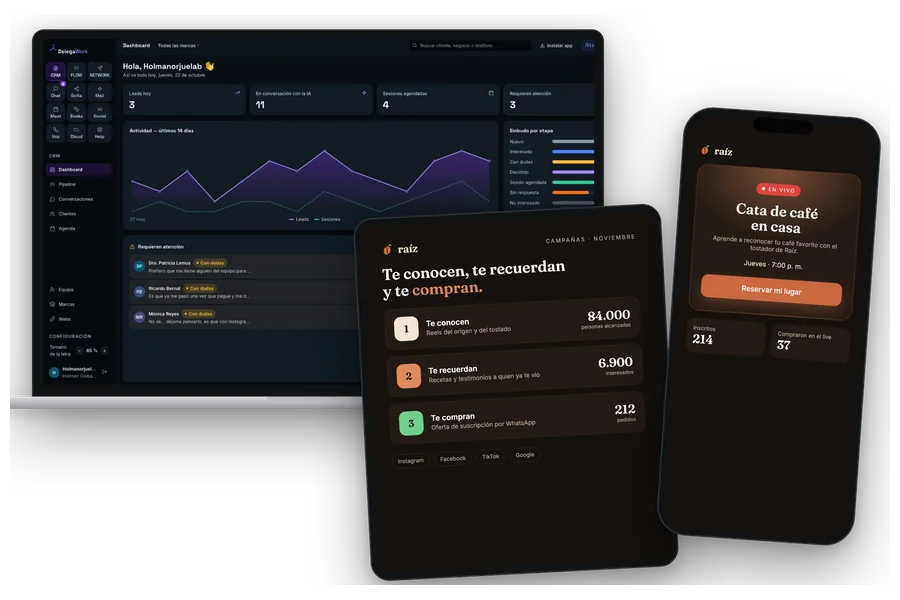 DelegaWork
CRM
FLOW
NETWORK
Chat
Sofia
Mail
Meet
Books
Social
Vox
Cloud
Help
CRM
Dashboard
Pipeline
Conversaciones
Clientes
Agenda
Equipo
Marcas
Webs
CONFIGURACIÓN
Tamaño
de la letra
85 %
Holmanorjuel...
Dashboard
Todas las marcas
Buscar cliente, negocio o teléfono...
Instalar app
Hola, Holmanorjuelab 👋
Así va todo hoy, jueves, 22 de octubre.
Leads hoy
3
En conversación con la IA
11
Sesiones agendadas
4
Requieren atención
3
Actividad — últimos 14 días
27 may
Leads
Sesiones
Embudo por etapa
Nuevo
Interesado
Con dudas
Decidido
Sesión agendada
Sin respuesta
No interesado
Requieren atención
DP
Dra. Patricia Lemus
Con dudas
Prefiero que me llame alguien del equipo para ...
RB
Ricardo Bernal
Con dudas
Es que ya me pasó una vez que pagué y me d...
MR
Mónica Reyes
Con dudas
No sé... déjeme pensarlo, es que con Instagra...
raíz
CAMPAÑAS · NOVIEMBRE
Te conocen, te recuerdan
y te compran.
1
Te conocen
Reels del origen y del tostado
84.000
personas alcanzadas
2
Te recuerdan
Recetas y testimonios a quien ya te vio
6.900
interesados
3
Te compran
Oferta de suscripción por WhatsApp
212
pedidos
Instagram
Facebook
TikTok
Google
raíz
EN VIVO
Cata de café
en casa
Aprende a reconocer tu café favorito con el
tostador de Raíz.
Jueves · 7:00 p. m.
Reservar mi lugar
Inscritos
214
Compraron en el live
37